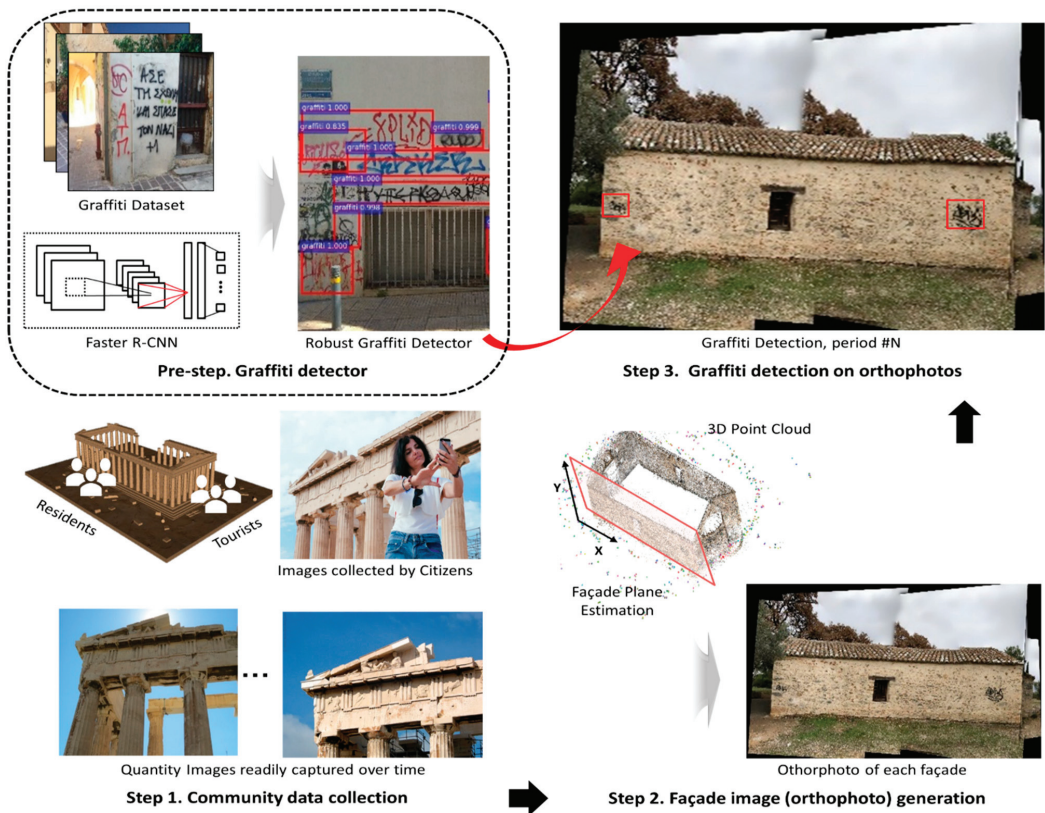 ΑΣΕ
ΤΗ ΣΧΟΛΗ
ΚΑΙ ΣΠΑΣΕ
ΤΟΝ ΝΑΖΙ
+1
Graffiti Dataset
Faster R-CNN
graffiti 1.000
graffiti 0.835
graffiti 0.999
graffiti 1.000
graffiti 1.000
graffiti 0.998
graffiti 1.000
Robust Graffiti Detector
Pre-step. Graffiti detector
Graffiti Detection, period #N
Step 3. Graffiti detection on orthophotos
Residents
Tourists
Images collected by Citizens
...
Quantity Images readily captured over time
Step 1. Community data collection
3D Point Cloud
Y
X
Façade Plane
Estimation
Othorphoto of each façade
Step 2. Façade image (orthophoto) generation